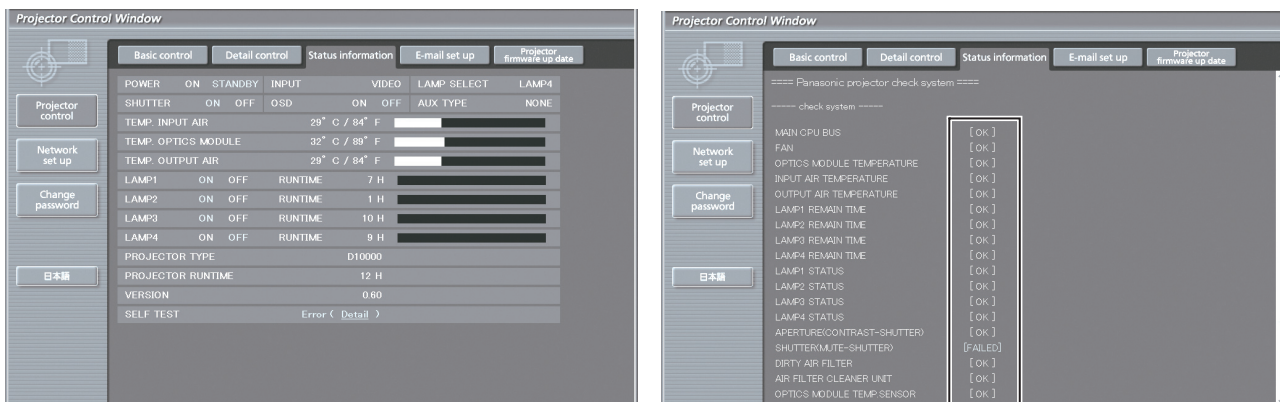 Projector Control Window
Basic control Detail control Status information E-mail set up Projector firmware up date
Projector control
Network set up
Change password
日本語
POWER ON STANDBY INPUT VIDEO LAMP SELECT LAMP4
SHUTTER ON OFF OSD ON OFF AUX TYPE NONE
TEMP. INPUT AIR 29° C / 84° F
TEMP. OPTICS MODULE 32° C / 89° F
TEMP. OUTPUT AIR 29° C / 84° F
LAMP1 ON OFF RUNTIME 7 H
LAMP2 ON OFF RUNTIME 1 H
LAMP3 ON OFF RUNTIME 10 H
LAMP4 ON OFF RUNTIME 9 H
PROJECTOR TYPE D10000
PROJECTOR RUNTIME 12 H
VERSION 0.60
SELF TEST Error ( Detail )
Projector Control Window
Basic control Detail control Status information E-mail set up Projector firmware up date
Projector control
Network set up
Change password
日本語
==== Panasonic projector check system ====
----- check system -----
MAIN CPU BUS [ OK ]
FAN [ OK ]
OPTICS MODULE TEMPERATURE [ OK ]
INPUT AIR TEMPERATURE [ OK ]
OUTPUT AIR TEMPERATURE [ OK ]
LAMP1 REMAIN TIME [ OK ]
LAMP2 REMAIN TIME [ OK ]
LAMP3 REMAIN TIME [ OK ]
LAMP4 REMAIN TIME [ OK ]
LAMP1 STATUS [ OK ]
LAMP2 STATUS [ OK ]
LAMP3 STATUS [ OK ]
LAMP4 STATUS [ OK ]
APERTURE(CONTRAST-SHUTTER) [ OK ]
SHUTTER(MUTE-SHUTTER) [FAILED]
DIRTY AIR FILTER [ OK ]
AIR FILTER CLEANER UNIT [ OK ]
OPTICS MODULE TEMP.SENSOR [ OK ]